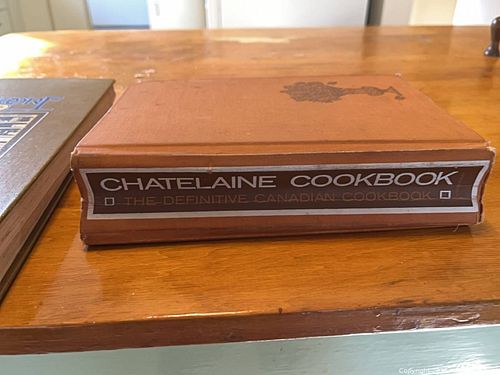 CHATELAINE COOKBOOK
THE DEFINITIVE CANADIAN COOKBOOK